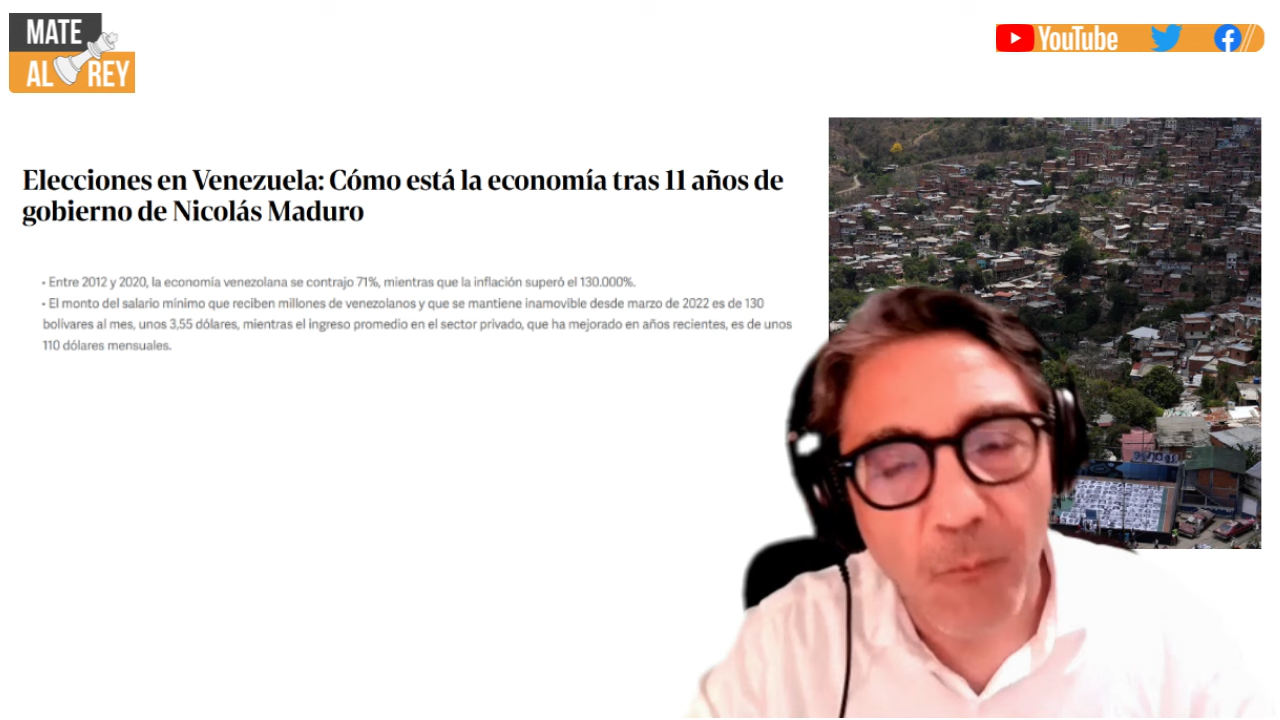 MATE
AL REY
YouTube
Elecciones en Venezuela: Cómo está la economía tras 11 años de
gobierno de Nicolás Maduro
• Entre 2012 y 2020, la economía venezolana se contrajo 71%, mientras que la inflación superó el 130.000%.
• El monto del salario mínimo que reciben millones de venezolanos y que se mantiene inamovible desde marzo de 2022 es de 130
bolívares al mes, unos 3,55 dólares, mientras el ingreso promedio en el sector privado, que ha mejorado en años recientes, es de unos
110 dólares mensuales.